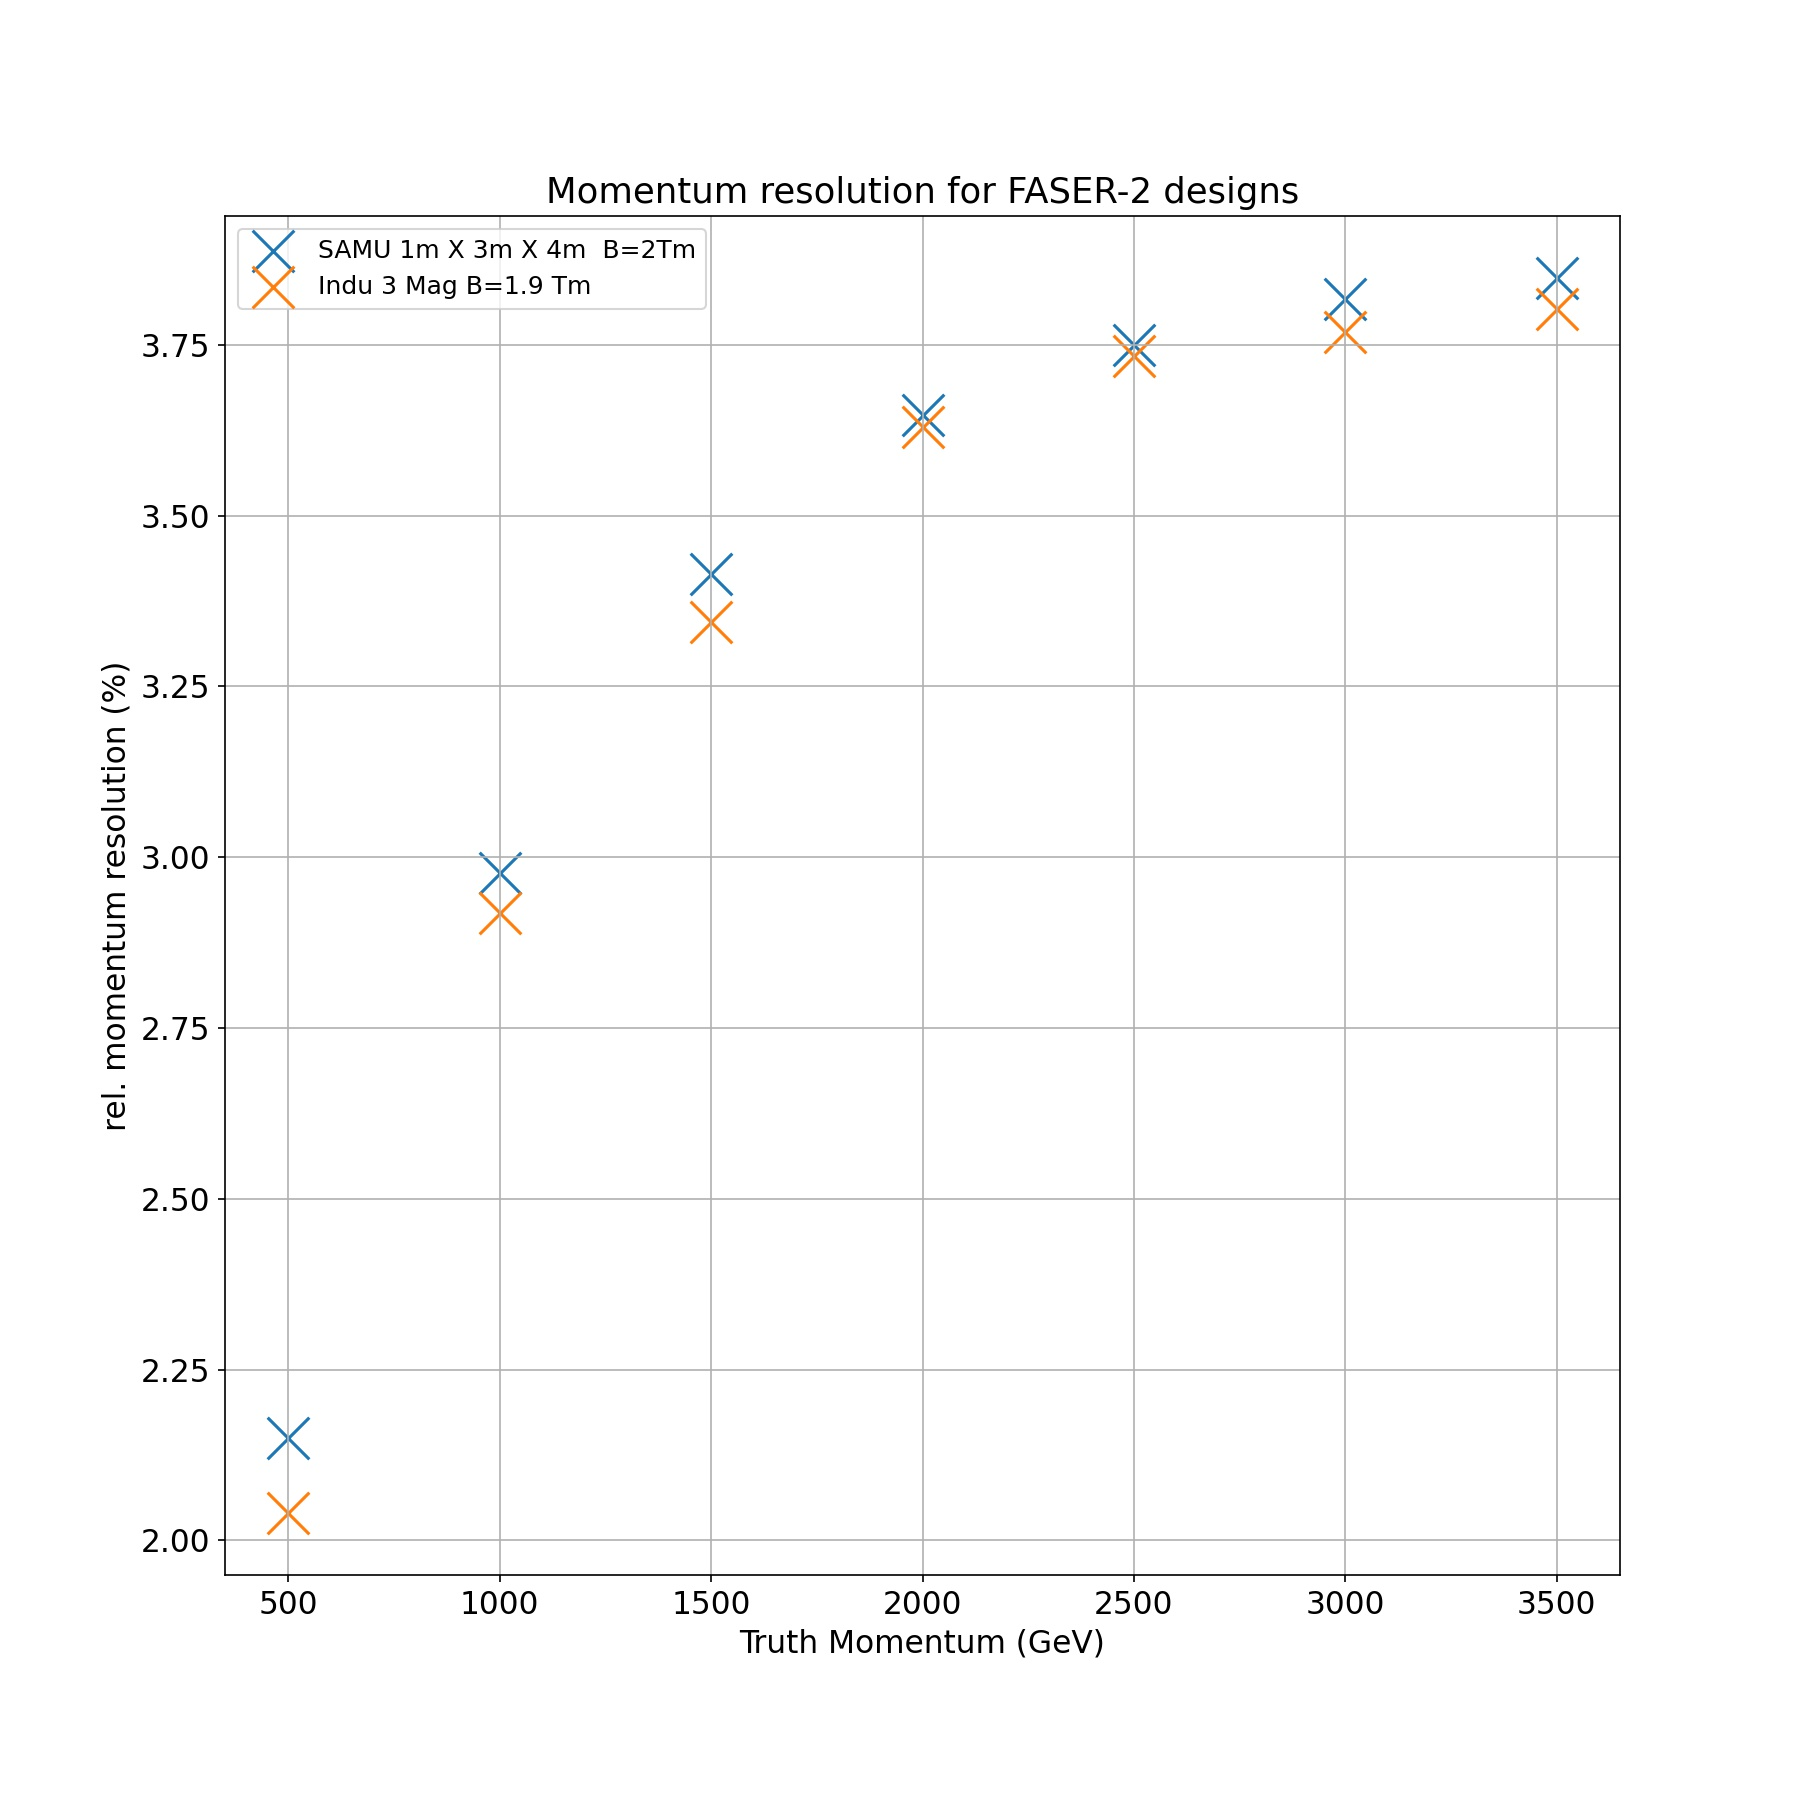 Momentum resolution for FASER-2 designs
SAMU 1m X 3m X 4m  B=2Tm
Indu 3 Mag B=1.9 Tm
rel. momentum resolution (%)
3.75
3.50
3.25
3.00
2.75
2.50
2.25
2.00
500 1000 1500 2000 2500 3000 3500
Truth Momentum (GeV)